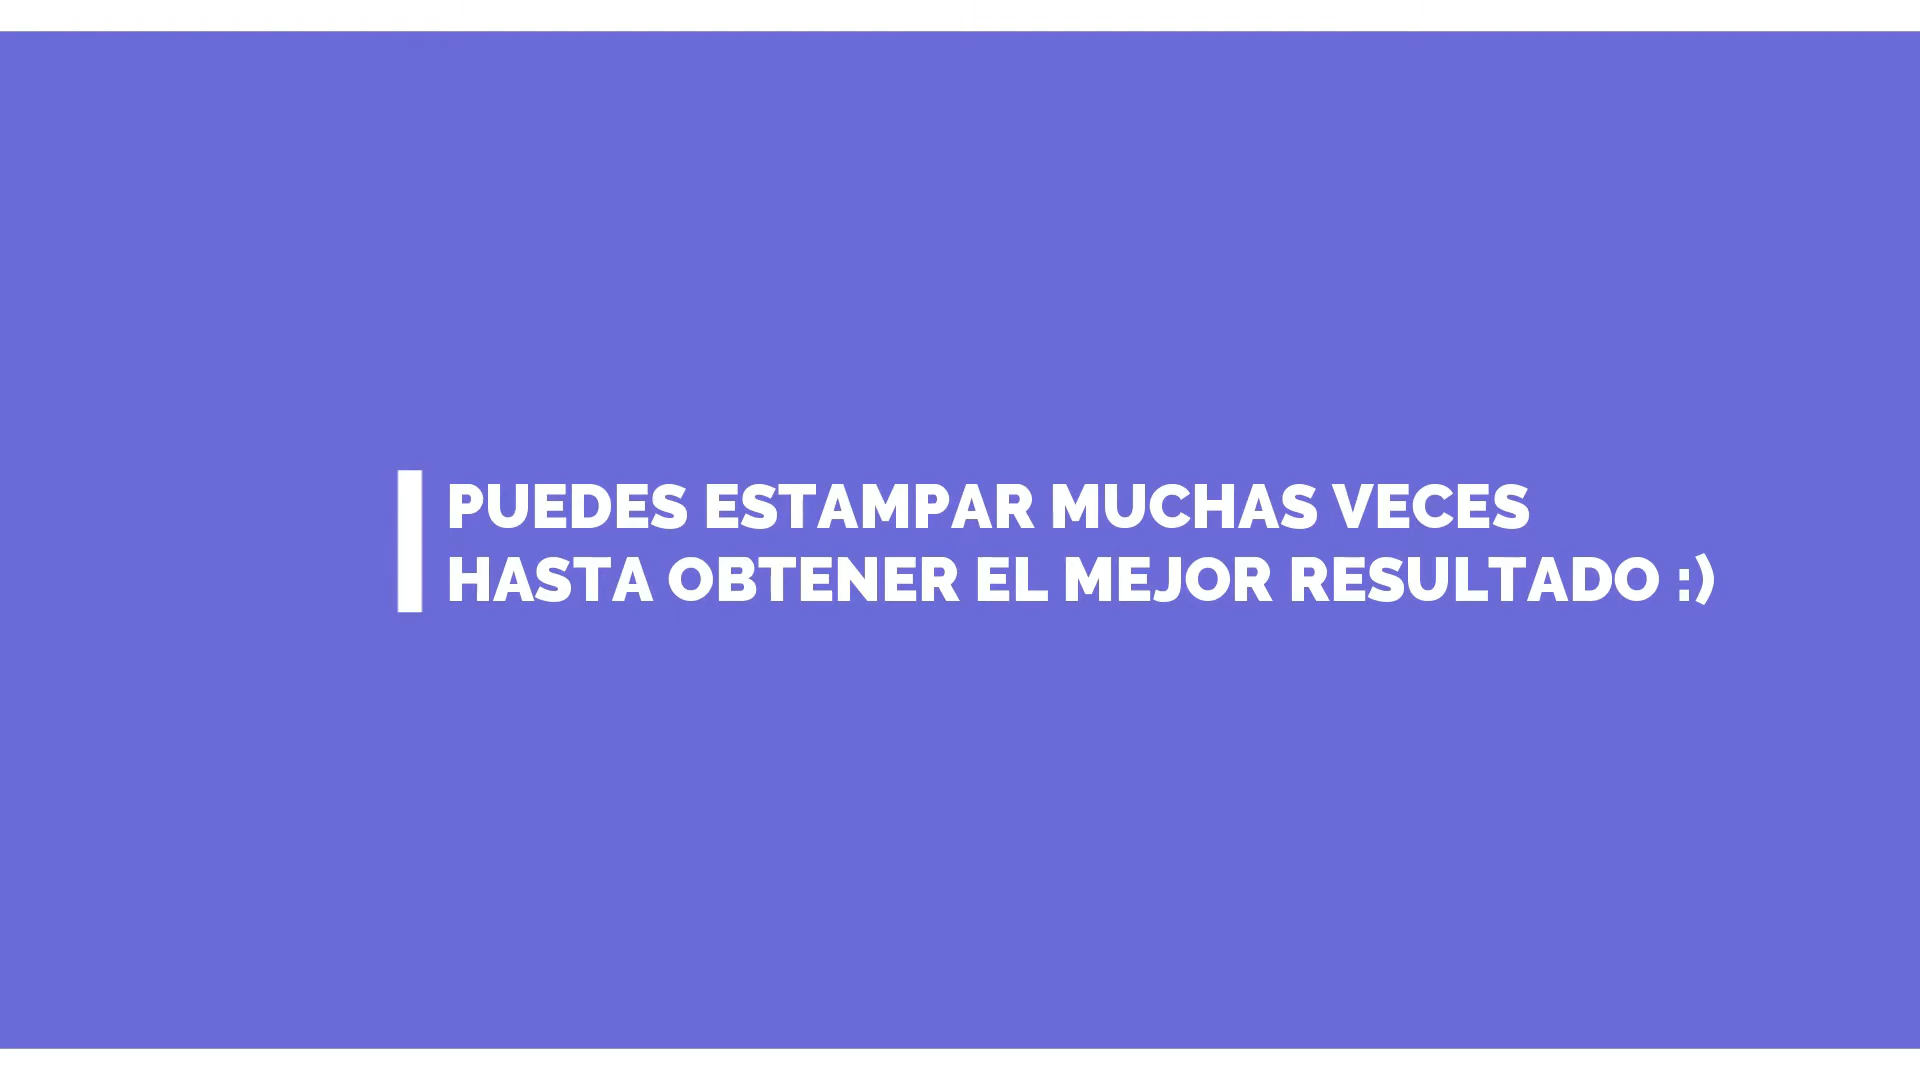 PUEDES ESTAMPAR MUCHAS VECES
HASTA OBTENER EL MEJOR RESULTADO :)